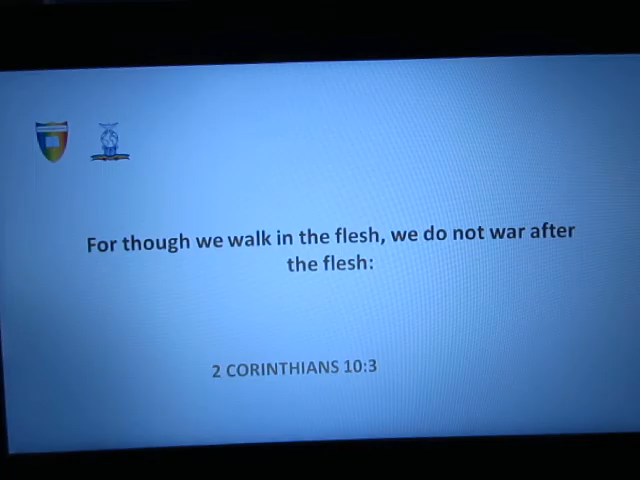 For though we walk in the flesh, we do not war after
the flesh:
2 CORINTHIANS 10:3